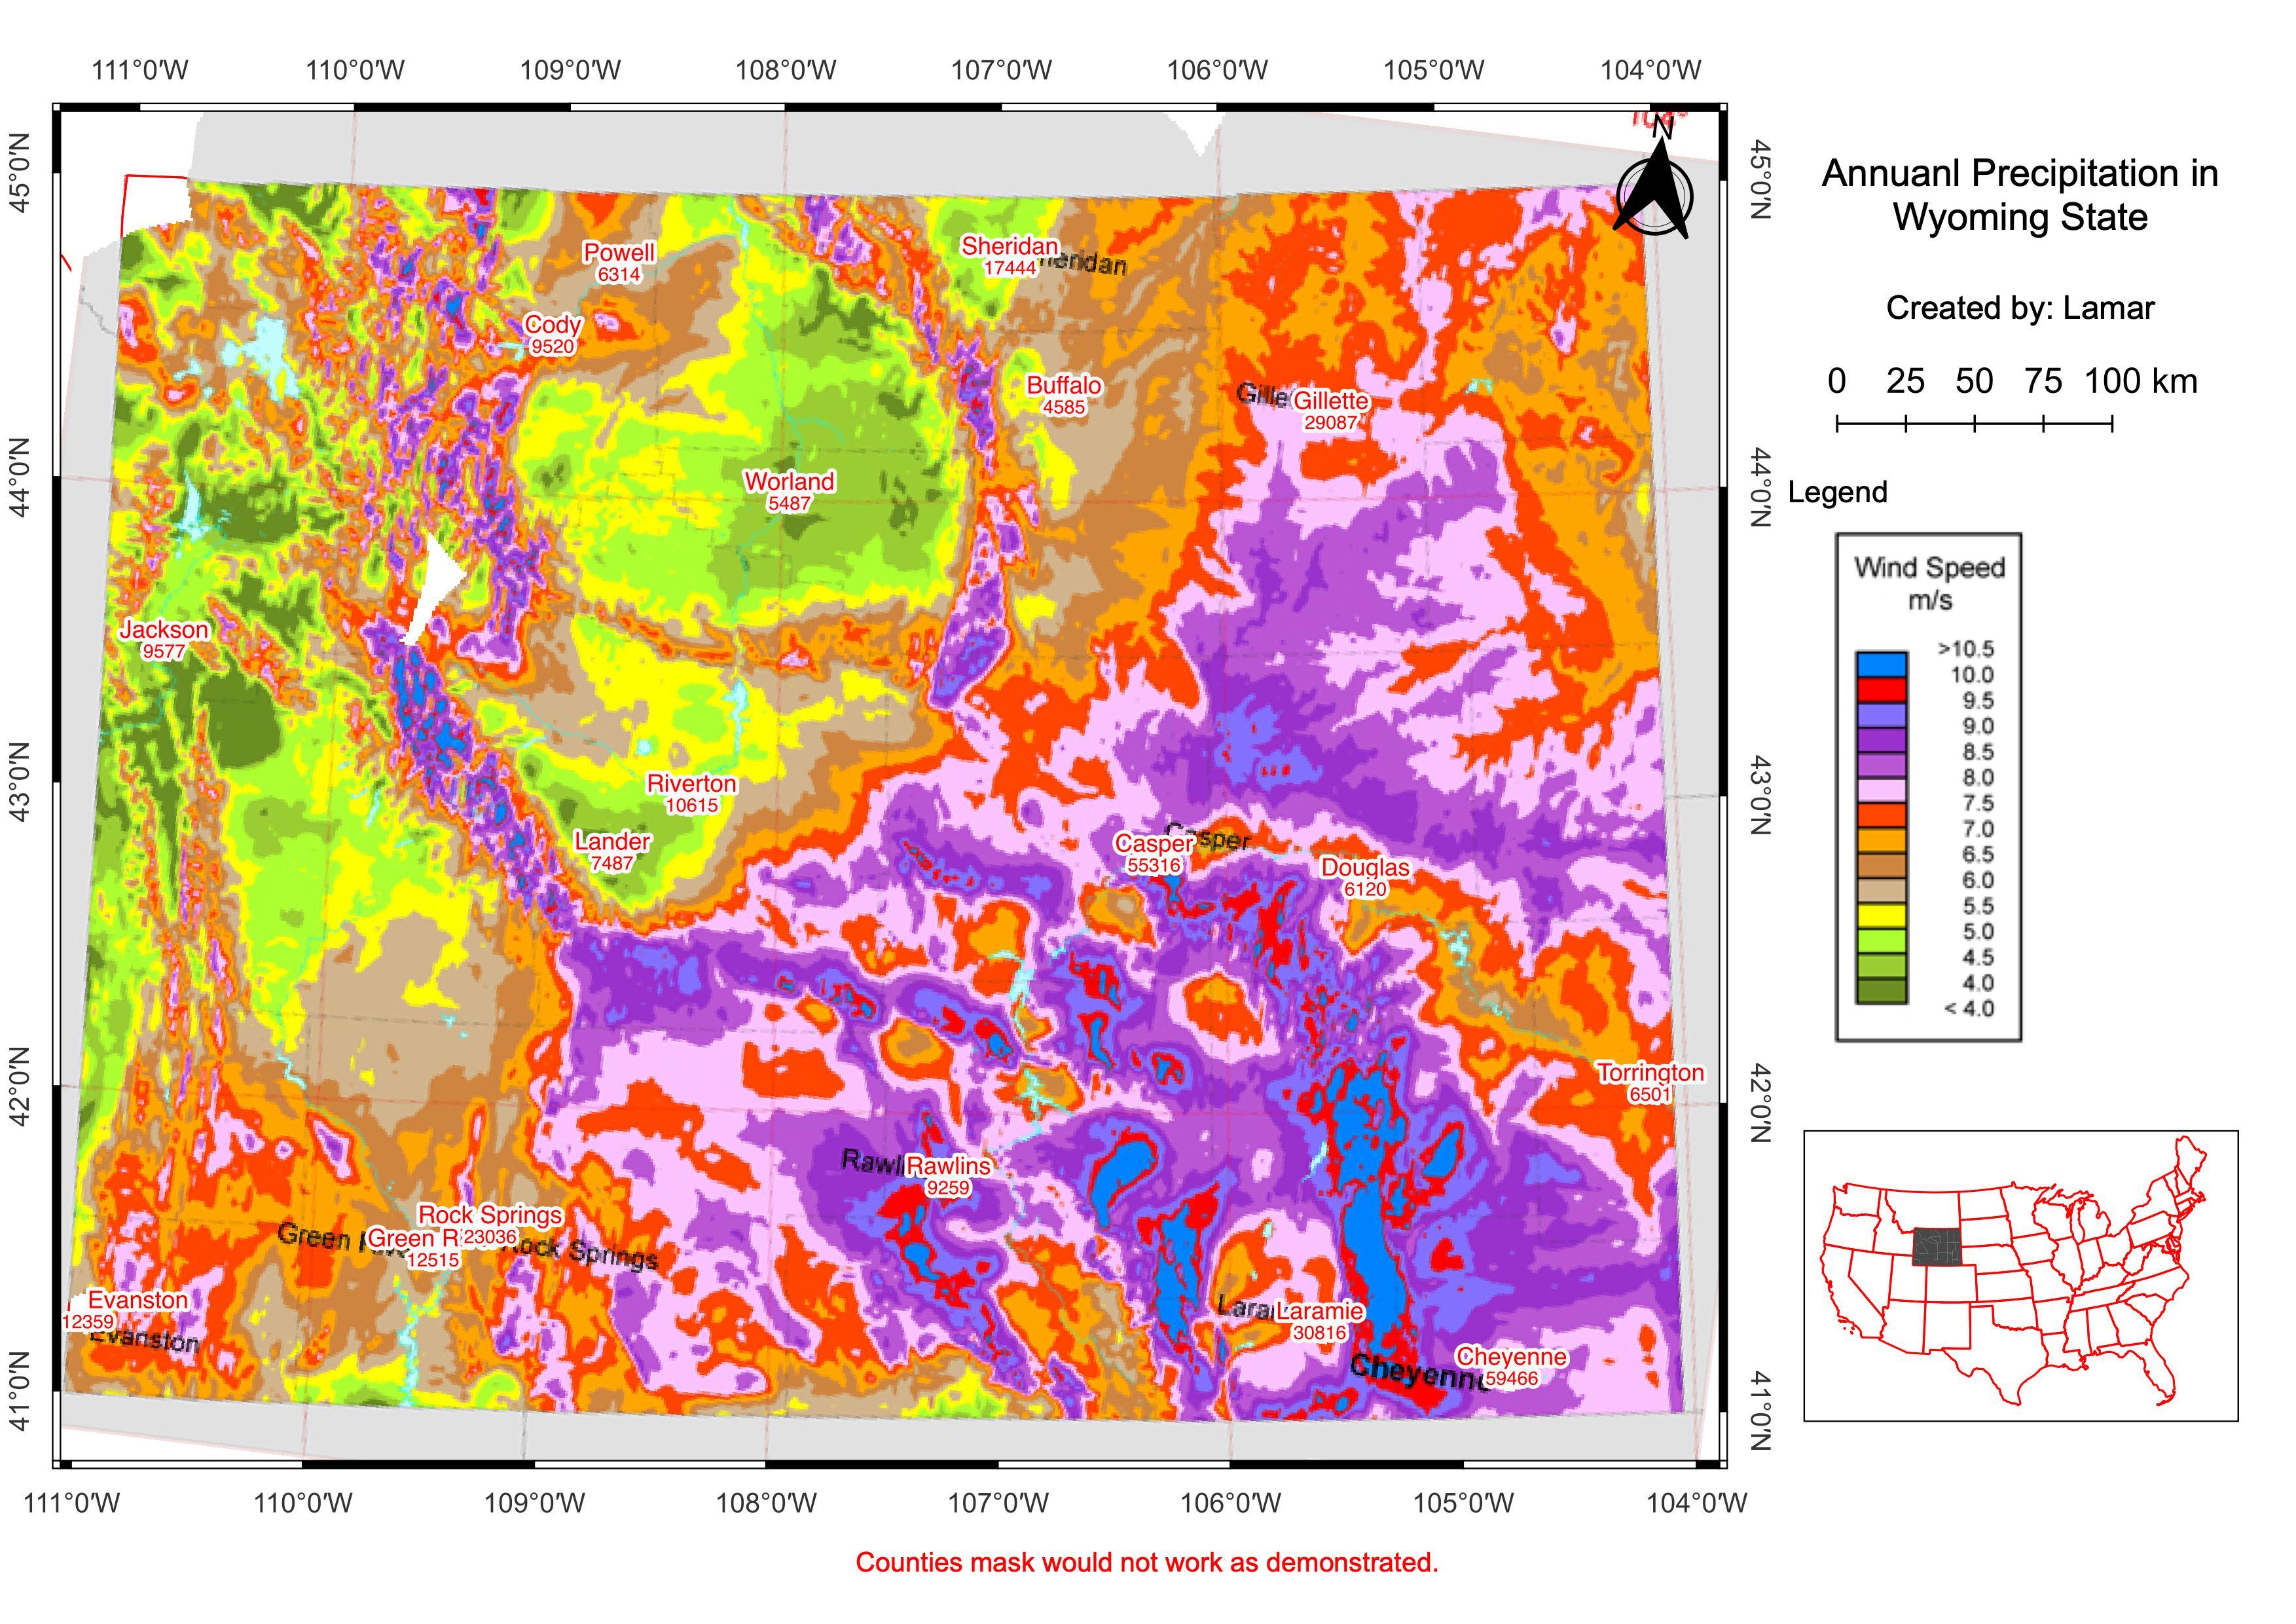 111°0′W 110°0′W 109°0′W 108°0′W 107°0′W 106°0′W 105°0′W 104°0′W
45°0′N
44°0′N
43°0′N
42°0′N
41°0′N
N
Powell
6314
Sheridan
17444
Cody
9520
Buffalo
4585
Gillette
29087
Worland
5487
Jackson
9577
Riverton
10615
Lander
7487
Casper
Casper
55316
Douglas
6120
Torrington
6501
Rawlins
9259
Rock Springs
23036
Green R
12515
Rock Springs
Evanston
12359
Evanston
Laramie
30816
Cheyenne
Cheyenne
59466
45°0′N
44°0′N
43°0′N
42°0′N
41°0′N
111°0′W 110°0′W 109°0′W 108°0′W 107°0′W 106°0′W 105°0′W 104°0′W
Counties mask would not work as demonstrated.
Annuanl Precipitation in
Wyoming State
Created by: Lamar
0 25 50 75 100 km
Legend
Wind Speed
m/s
>10.5
10.0
9.5
9.0
8.5
8.0
7.5
7.0
6.5
6.0
5.5
5.0
4.5
4.0
< 4.0